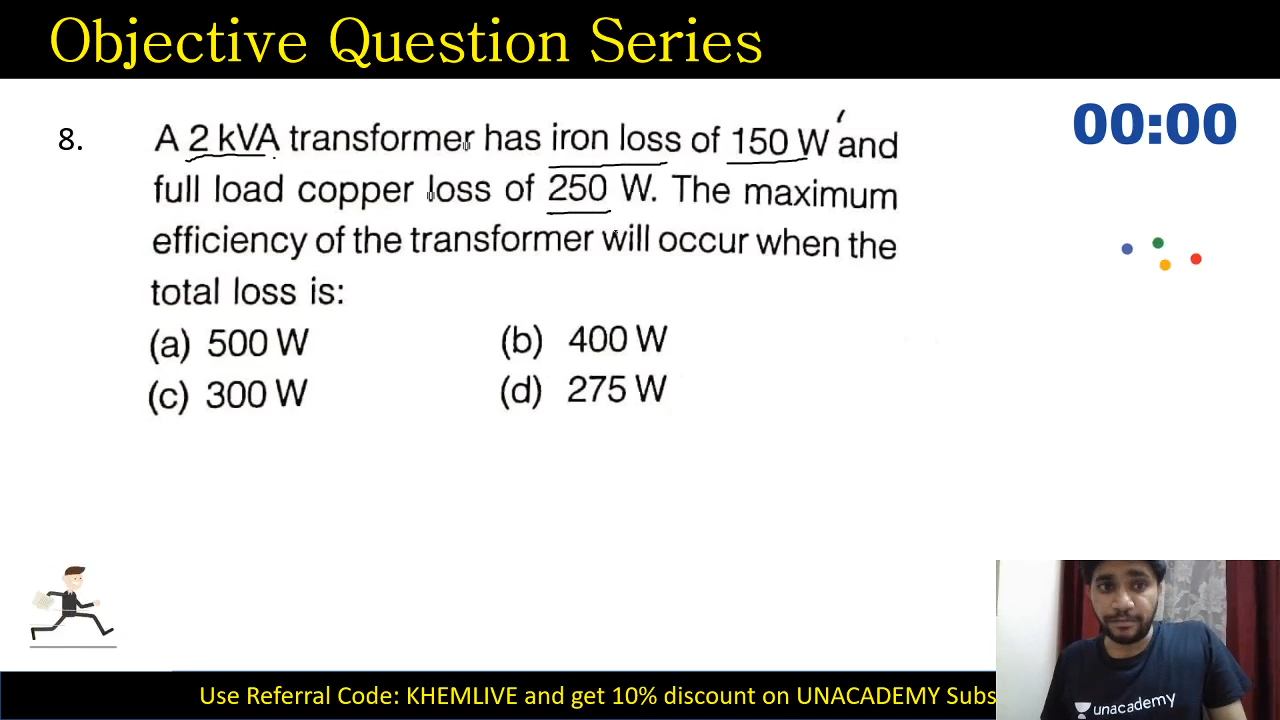 Objective Question Series
00:00
8. A 2 kVA transformer has iron loss of 150 W and
full load copper loss of 250 W. The maximum
efficiency of the transformer will occur when the
total loss is:
(a) 500 W (b) 400 W
(c) 300 W (d) 275 W
unacademy
Use Referral Code: KHEMLIVE and get 10% discount on UNACADEMY Subs